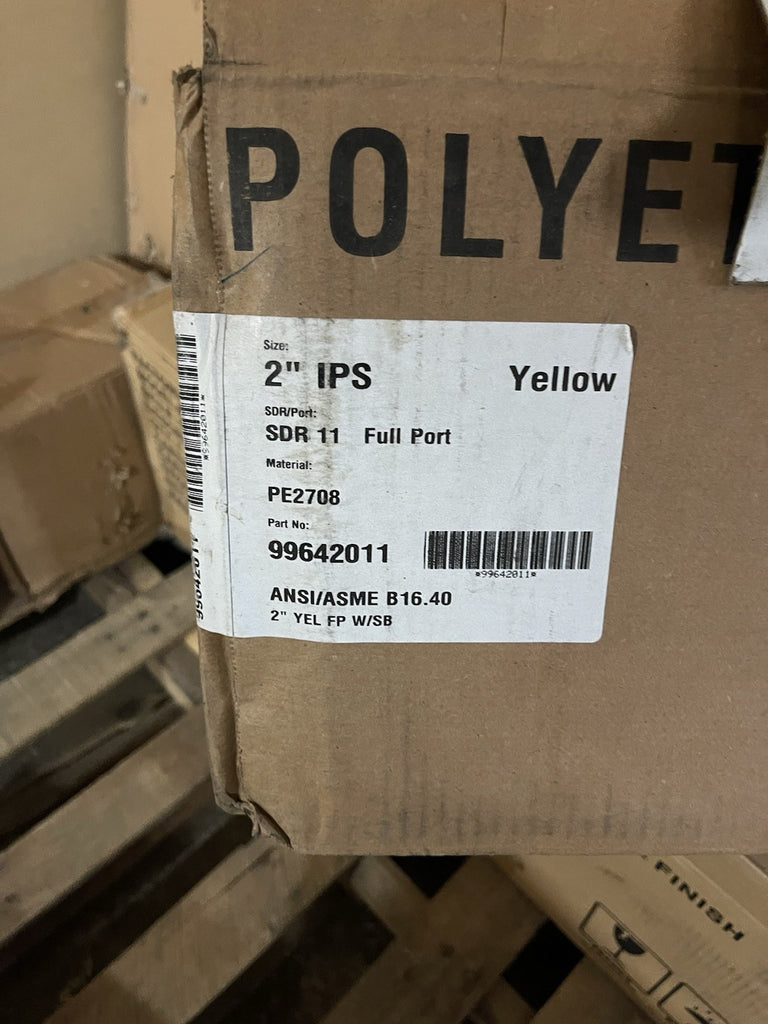 POLYET
Size:
2" IPS Yellow
SDR/Port:
SDR 11 Full Port
Material:
PE2708
Part No:
99642011
*99642011*
ANSI/ASME B16.40
2" YEL FP W/SB
*99642011*
99642011
FINISH